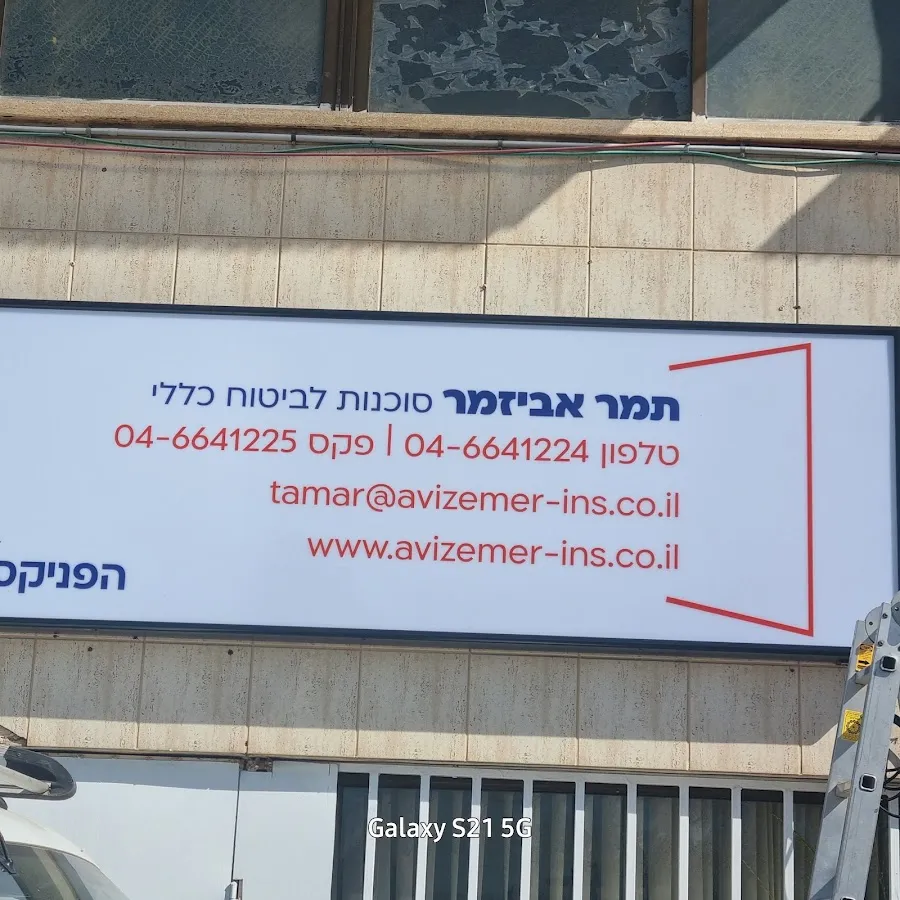 תמר אביזמר סוכנות לביטוח כללי
טלפון 04-6641224 | פקס 04-6641225
tamar@avizemer-ins.co.il
www.avizemer-ins.co.il
הפניקס
Galaxy S21 5G